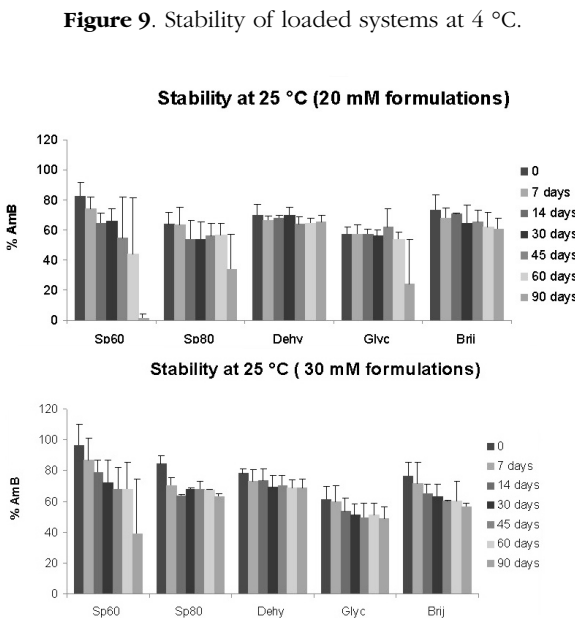 Figure 9. Stability of loaded systems at 4 °C.
Stability at 25 °C (20 mM formulations)
120
100
80
60
40
20
0
% AmB
Sp60 Sp80 Dehy Glyc Brij
0
7 days
14 days
30 days
45 days
60 days
90 days
Stability at 25 °C ( 30 mM formulations)
120
100
80
60
40
20
0
% AmB
Sp60 Sp80 Dehy Glyc Brij
0
7 days
14 days
30 days
45 days
60 days
90 days